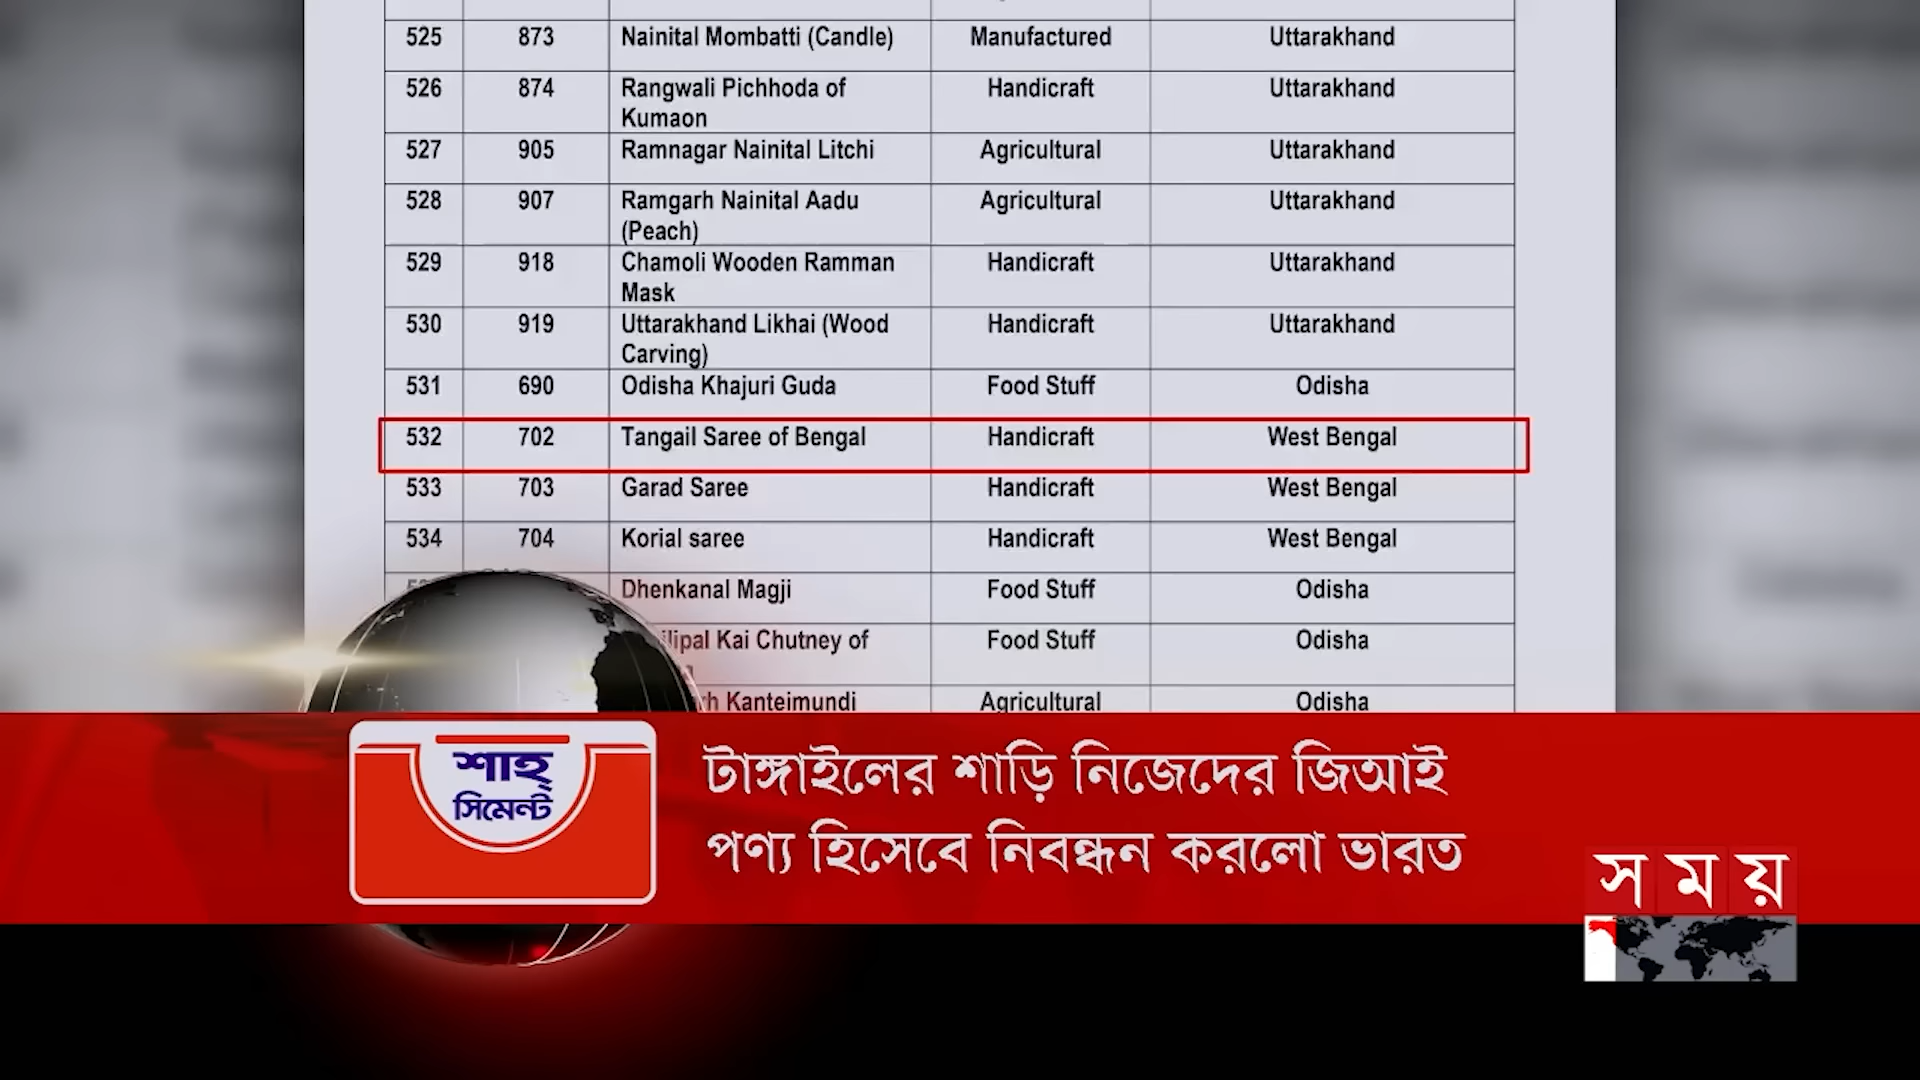 525 873 Nainital Mombatti (Candle) Manufactured Uttarakhand
526 874 Rangwali Pichhoda of Handicraft Uttarakhand
Kumaon
527 905 Ramnagar Nainital Litchi Agricultural Uttarakhand
528 907 Ramgarh Nainital Aadu Agricultural Uttarakhand
(Peach)
529 918 Chamoli Wooden Ramman Handicraft Uttarakhand
Mask
530 919 Uttarakhand Likhai (Wood Handicraft Uttarakhand
Carving)
531 690 Odisha Khajuri Guda Food Stuff Odisha
532 702 Tangail Saree of Bengal Handicraft West Bengal
533 703 Garad Saree Handicraft West Bengal
534 704 Korial saree Handicraft West Bengal
Dhenkanal Magji Food Stuff Odisha
Kai Chutney of Food Stuff Odisha
Kanteimundi Agricultural Odisha
শাহ্
সিমেন্ট
টাঙ্গাইলের শাড়ি নিজেদের জিআই
পণ্য হিসেবে নিবন্ধন করলো ভারত
সময়